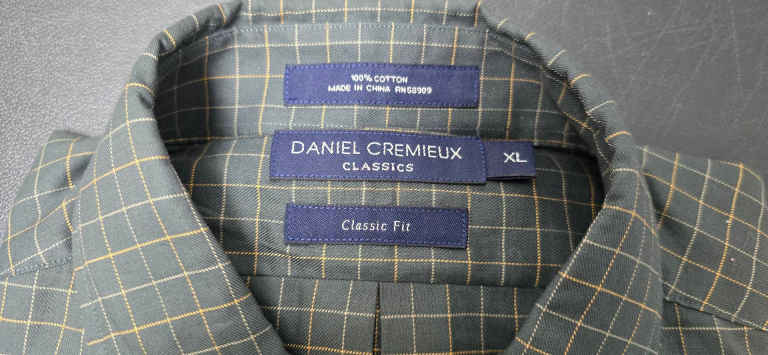 100% COTTON
MADE IN CHINA RN58909
DANIEL CREMIEUX
CLASSICS
XL
Classic Fit